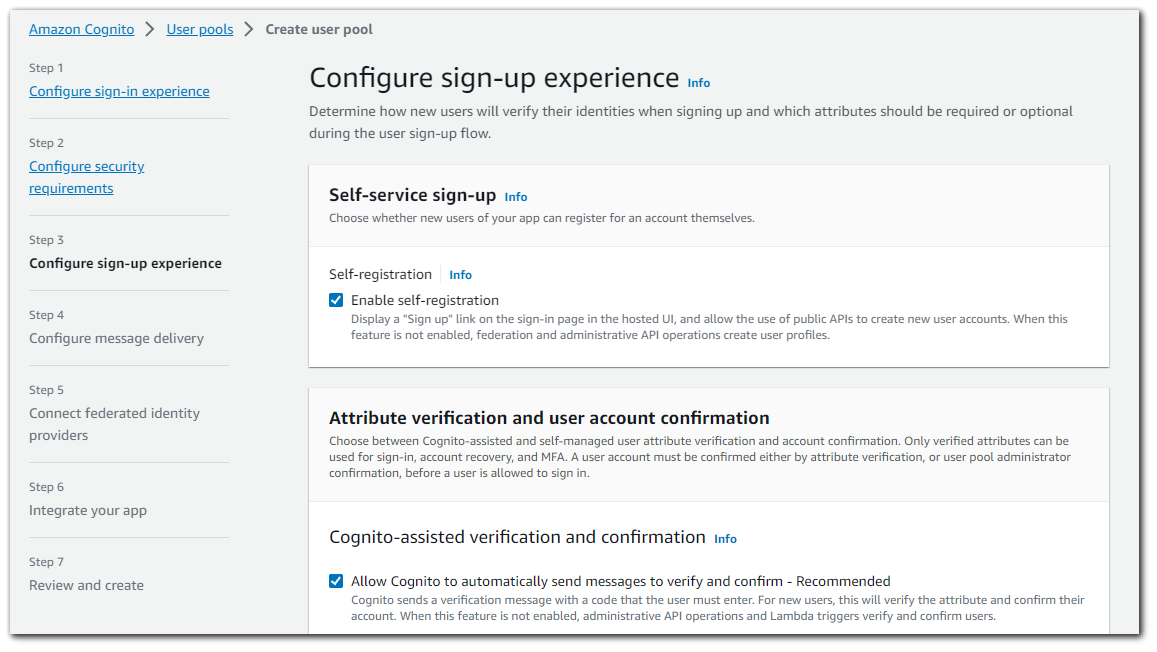 Amazon Cognito > User pools > Create user pool
Step 1
Configure sign-in experience
Step 2
Configure security
requirements
Step 3
Configure sign-up experience
Step 4
Configure message delivery
Step 5
Connect federated identity
providers
Step 6
Integrate your app
Step 7
Review and create
Configure sign-up experience Info
Determine how new users will verify their identities when signing up and which attributes should be required or optional
during the user sign-up flow.
Self-service sign-up Info
Choose whether new users of your app can register for an account themselves.
Self-registration Info
Enable self-registration
Display a "Sign up" link on the sign-in page in the hosted UI, and allow the use of public APIs to create new user accounts. When this
feature is not enabled, federation and administrative API operations create user profiles.
Attribute verification and user account confirmation
Choose between Cognito-assisted and self-managed user attribute verification and account confirmation. Only verified attributes can be
used for sign-in, account recovery, and MFA. A user account must be confirmed either by attribute verification, or user pool administrator
confirmation, before a user is allowed to sign in.
Cognito-assisted verification and confirmation Info
Allow Cognito to automatically send messages to verify and confirm - Recommended
Cognito sends a verification message with a code that the user must enter. For new users, this will verify the attribute and confirm their
account. When this feature is not enabled, administrative API operations and Lambda triggers verify and confirm users.